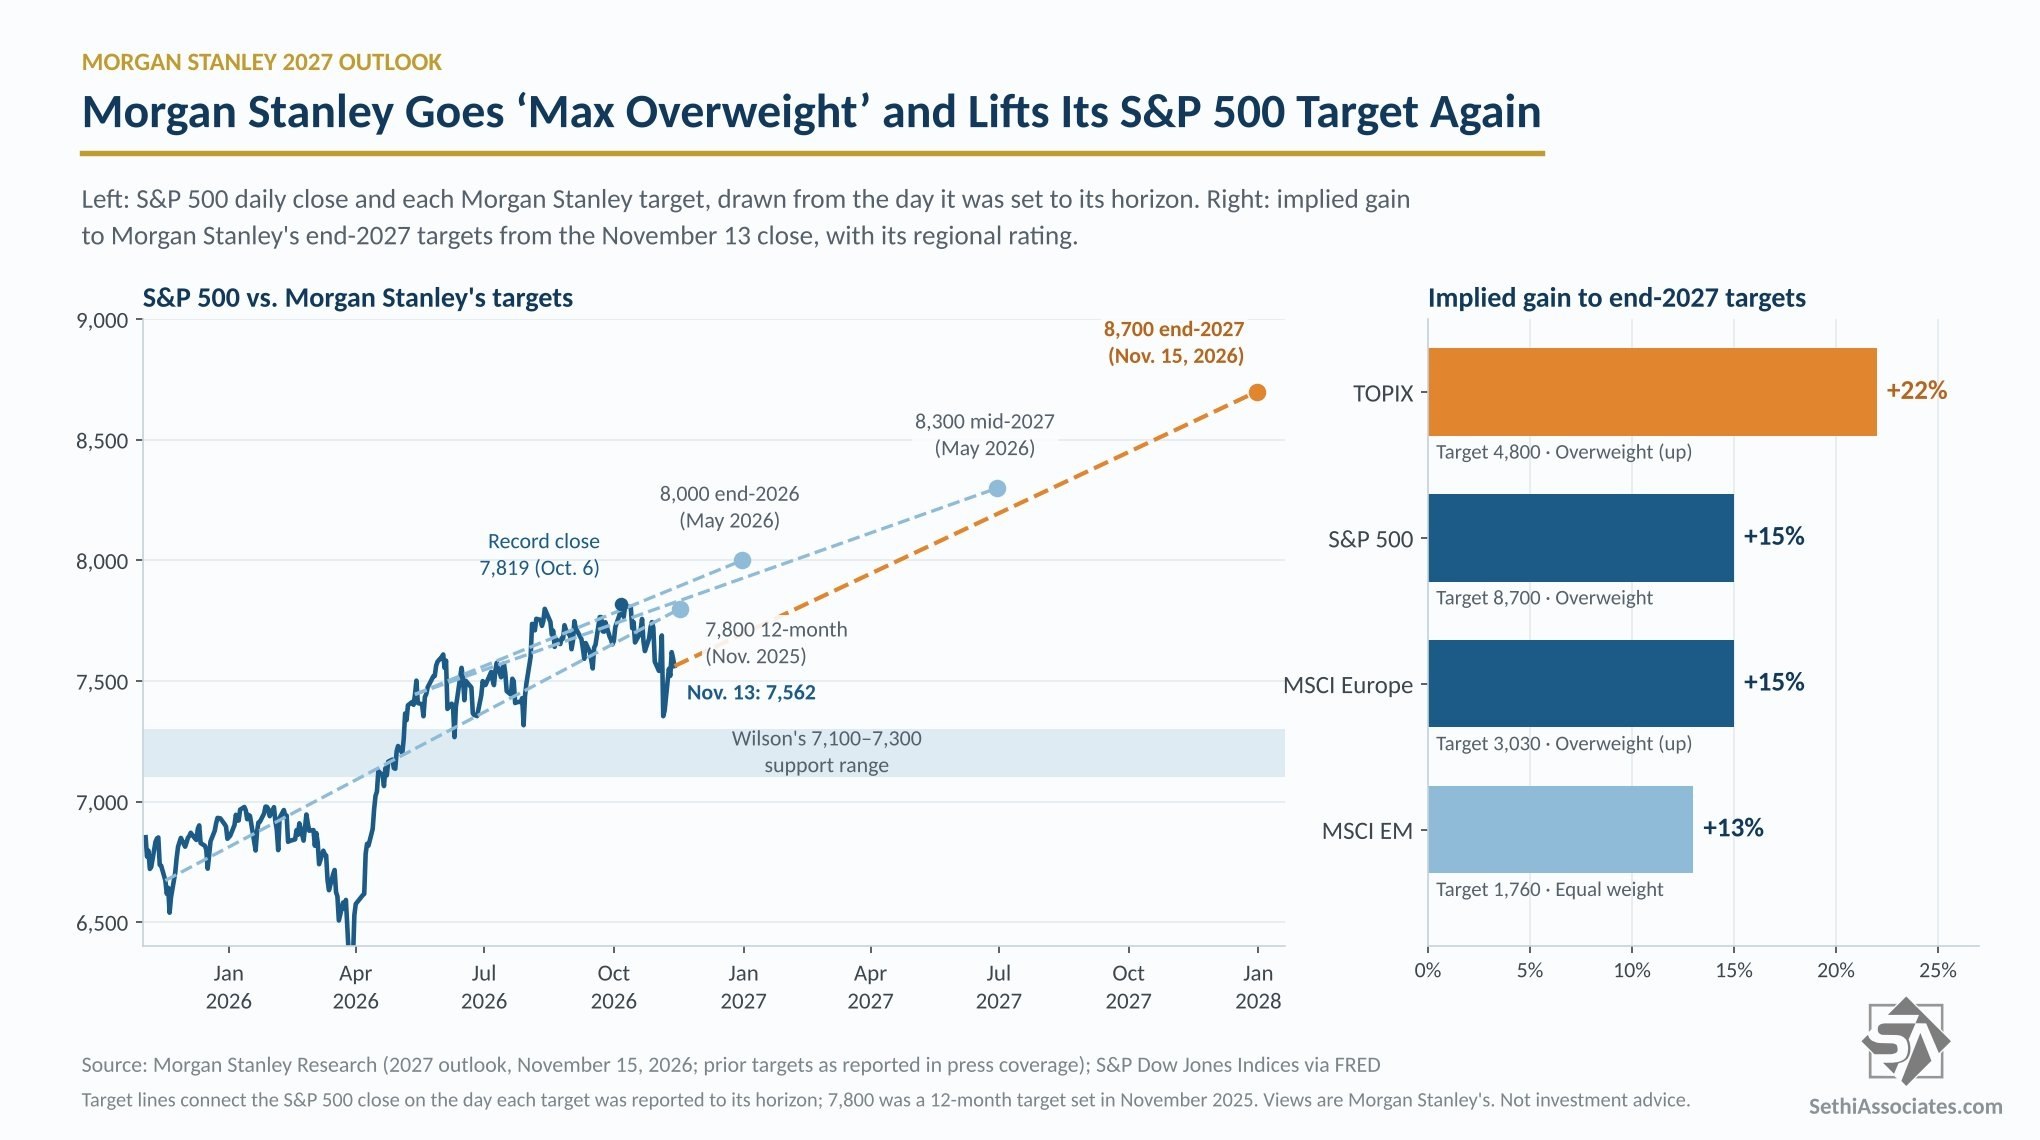 MORGAN STANLEY 2027 OUTLOOK
Morgan Stanley Goes ‘Max Overweight’ and Lifts Its S&P 500 Target Again
Left: S&P 500 daily close and each Morgan Stanley target, drawn from the day it was set to its horizon. Right: implied gain
to Morgan Stanley's end-2027 targets from the November 13 close, with its regional rating.
S&P 500 vs. Morgan Stanley's targets
9,000
8,500
8,000
7,500
7,000
6,500
8,700 end-2027
(Nov. 15, 2026)
8,300 mid-2027
(May 2026)
8,000 end-2026
(May 2026)
Record close
7,819 (Oct. 6)
7,800 12-month
(Nov. 2025)
Nov. 13: 7,562
Wilson's 7,100–7,300
support range
Jan
2026
Apr
2026
Jul
2026
Oct
2026
Jan
2027
Apr
2027
Jul
2027
Oct
2027
Jan
2028
Implied gain to end-2027 targets
TOPIX
+22%
Target 4,800 · Overweight (up)
S&P 500
+15%
Target 8,700 · Overweight
MSCI Europe
+15%
Target 3,030 · Overweight (up)
MSCI EM
+13%
Target 1,760 · Equal weight
0%
5%
10%
15%
20%
25%
Source: Morgan Stanley Research (2027 outlook, November 15, 2026; prior targets as reported in press coverage); S&P Dow Jones Indices via FRED
Target lines connect the S&P 500 close on the day each target was reported to its horizon; 7,800 was a 12-month target set in November 2025. Views are Morgan Stanley's. Not investment advice.
SA
SethiAssociates.com